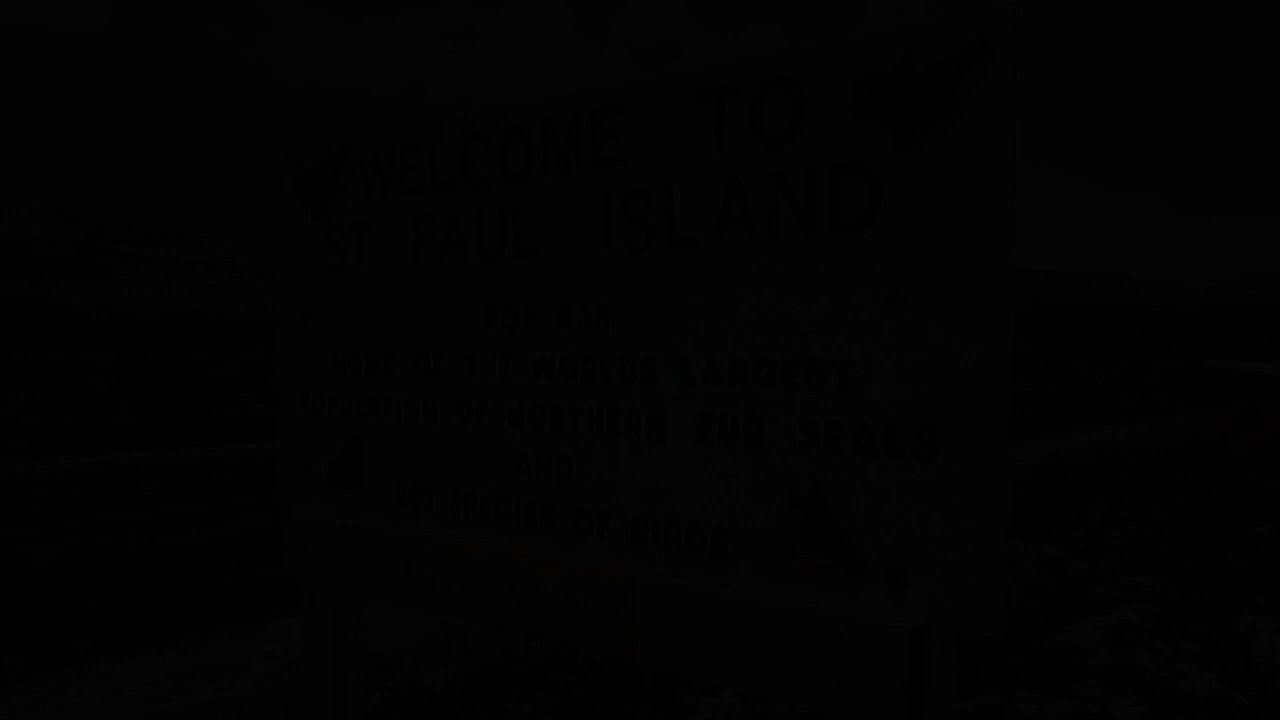 WELCOME TO
ST PAUL ISLAND
POP
HOME OF THE WORLDS LARGEST
POPULATION OF NORTHERN FUR SEALS
AND
SPECIES OF BIRDS